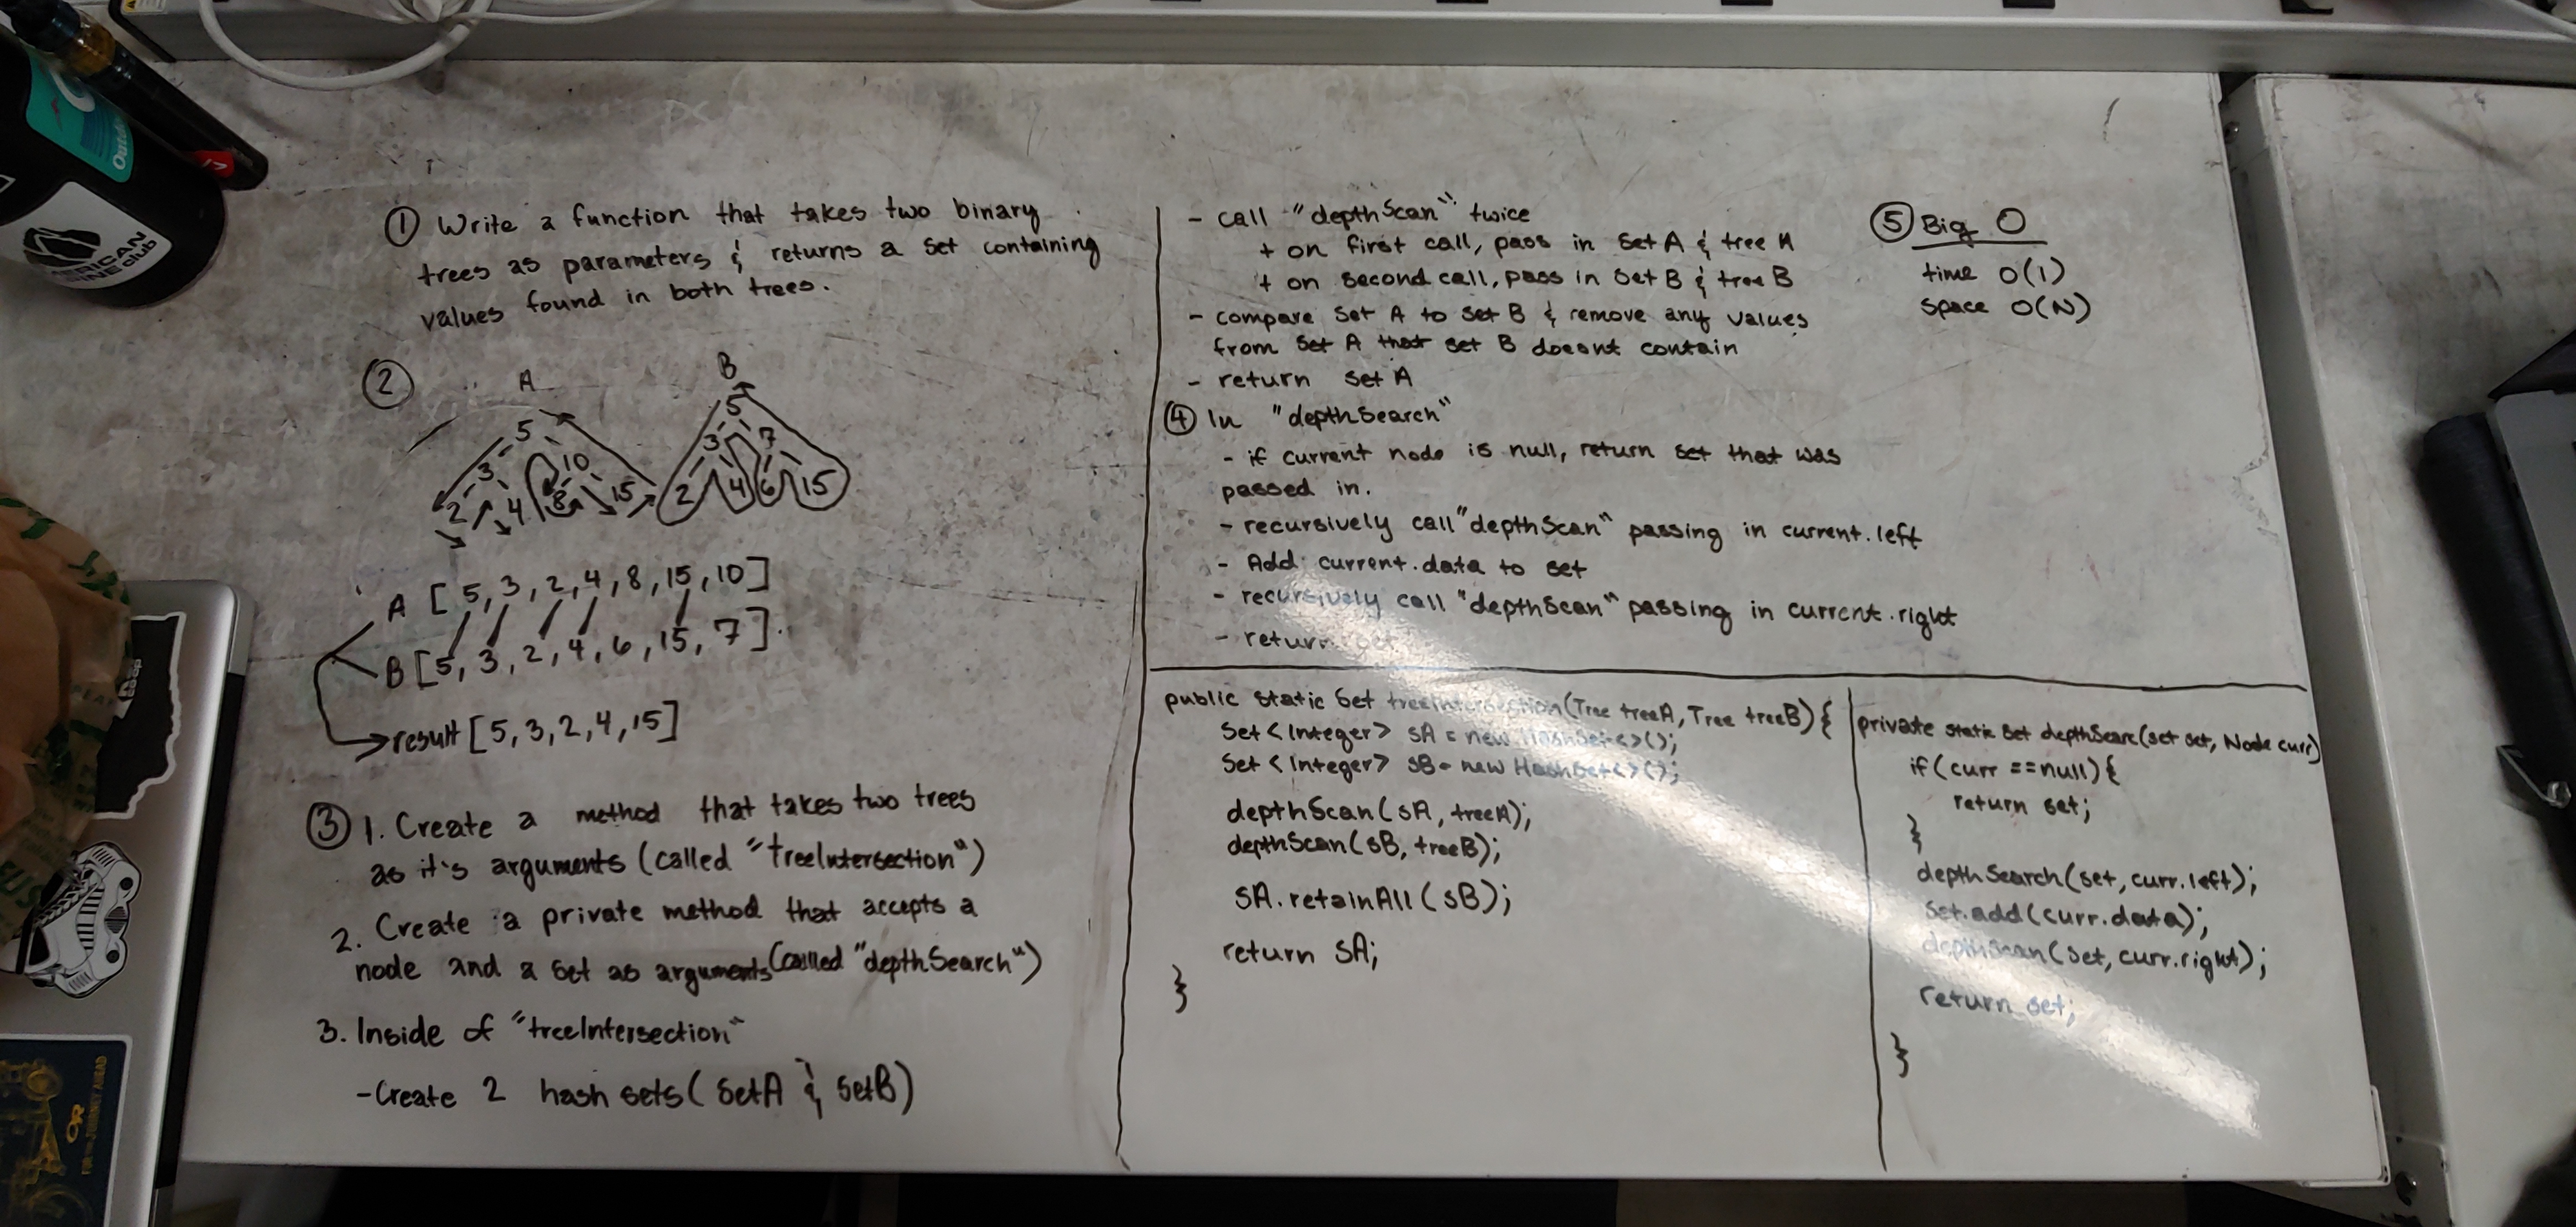 ① Write a function that takes two binary
trees as parameters & returns a set containing
values found in both trees.
②
A
5
3 10
2 4 8 15
B
5
3 7
2 4 6 15
A [5, 3, 2, 4, 8, 15, 10]
B [5, 3, 2, 4, 6, 15, 7]
result [5, 3, 2, 4, 15]
③ 1. Create a method that takes two trees
as it's arguments (called "treeIntersection")
2. Create a private method that accepts a
node and a set as arguments (called "depthSearch")
3. Inside of "treeIntersection"
- Create 2 hash sets ( SetA & SetB)
- call "depthScan" twice
+ on first call, pass in Set A & tree A
+ on second call, pass in Set B & tree B
- compare Set A to Set B & remove any values
from Set A that set B doesnt contain
- return Set A
④ In "depthSearch"
- if current node is null, return set that was
passed in.
- recursively call "depthScan" passing in current.left
- Add current.data to set
- recursively call "depthScan" passing in current.right
- return set
⑤ Big O
time O(1)
space O(N)
public static Set treeIntersection(Tree treeA, Tree treeB) {
Set<Integer> sA = new HashSet<>();
Set<Integer> sB = new HashSet<>();
depthScan(sA, treeA);
depthScan(sB, treeB);
sA.retainAll(sB);
return sA;
}
private static Set depthSearc(set set, Node curr)
if(curr ==null){
return set;
}
depthSearch(set, curr.left);
Set.add(curr.data);
depthScan(set, curr.right);
return set;
}